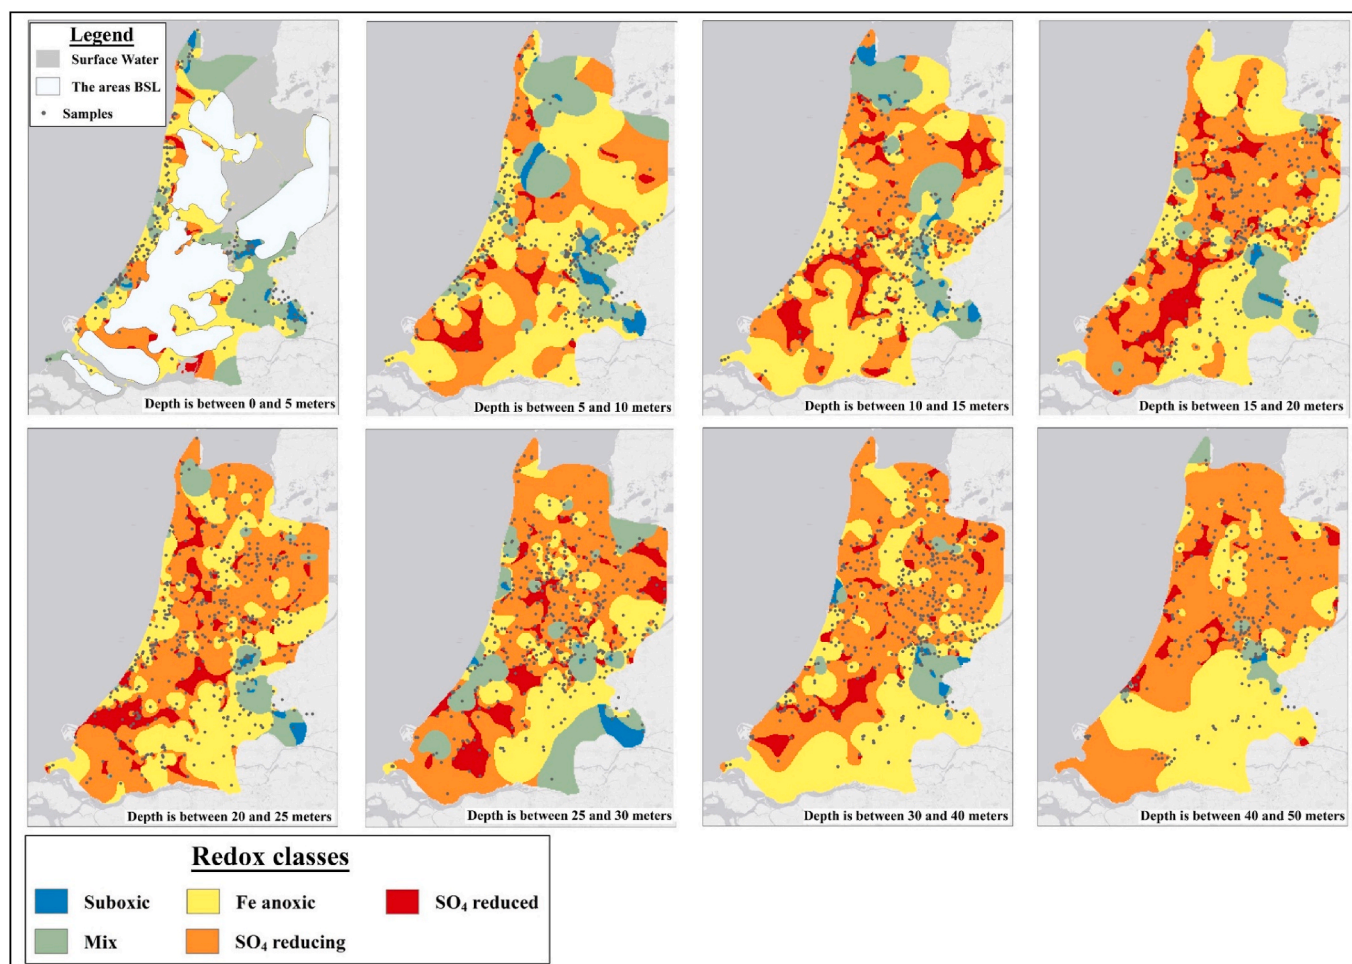 Legend
Surface Water
The areas BSL
Samples
Depth is between 0 and 5 meters
Depth is between 5 and 10 meters
Depth is between 10 and 15 meters
Depth is between 15 and 20 meters
Depth is between 20 and 25 meters
Depth is between 25 and 30 meters
Depth is between 30 and 40 meters
Depth is between 40 and 50 meters
Redox classes
Suboxic
Fe anoxic
SO₄ reduced
Mix
SO₄ reducing